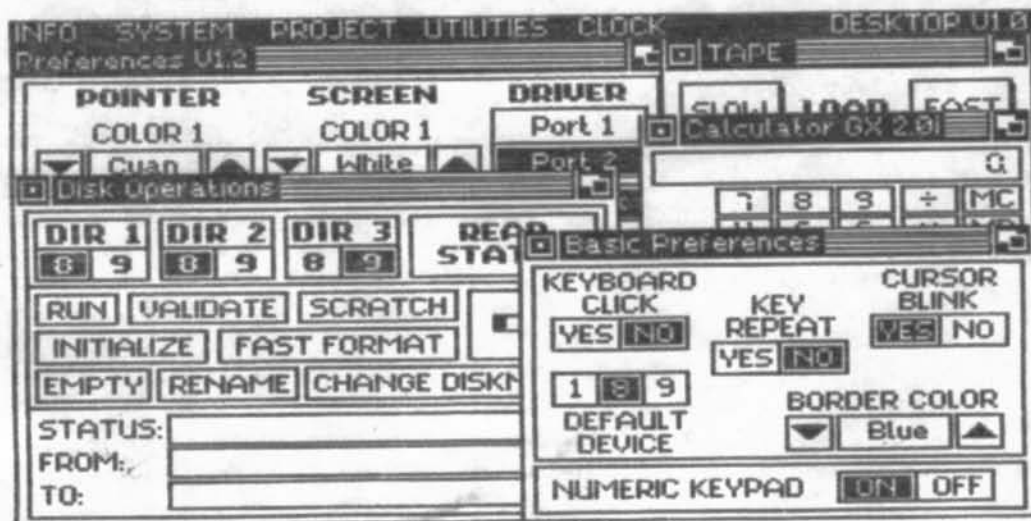 INFO SYSTEM PROJECT UTILITIES CLOCK DESKTOP V1.0
Preferences V1.2
TAPE
POINTER SCREEN DRIVER
SLOW LOAD FAST
COLOR 1 COLOR 1 Port 1
Calculator GX 2.0
Cyan White Port 2
0.
Disk Operations
7 8 9 ÷ MC
DIR 1 DIR 2 DIR 3 READ
8 9 8 9 8 9
Basic Preferences
KEYBOARD CLICK
YES NO
KEY REPEAT
YES NO
CURSOR BLINK
YES NO
RUN VALIDATE SCRATCH
INITIALIZE FAST FORMAT
EMPTY RENAME CHANGE
1 8 9
DEFAULT DEVICE
BORDER COLOR
Blue
STATUS:
FROM:
TO:
NUMERIC KEYPAD ON OFF